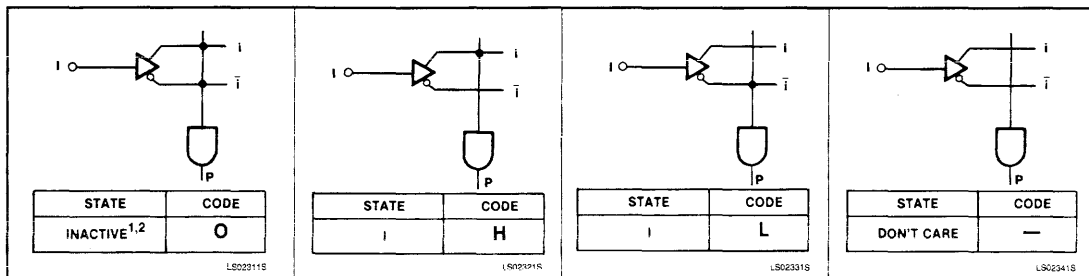 I
i
i̅
P
STATE CODE
INACTIVE1,2 O
LS02311S
I
i
i̅
P
STATE CODE
I H
LS02321S
I
i
i̅
P
STATE CODE
I L
LS02331S
I
i
i̅
P
STATE CODE
DON'T CARE —
LS02341S